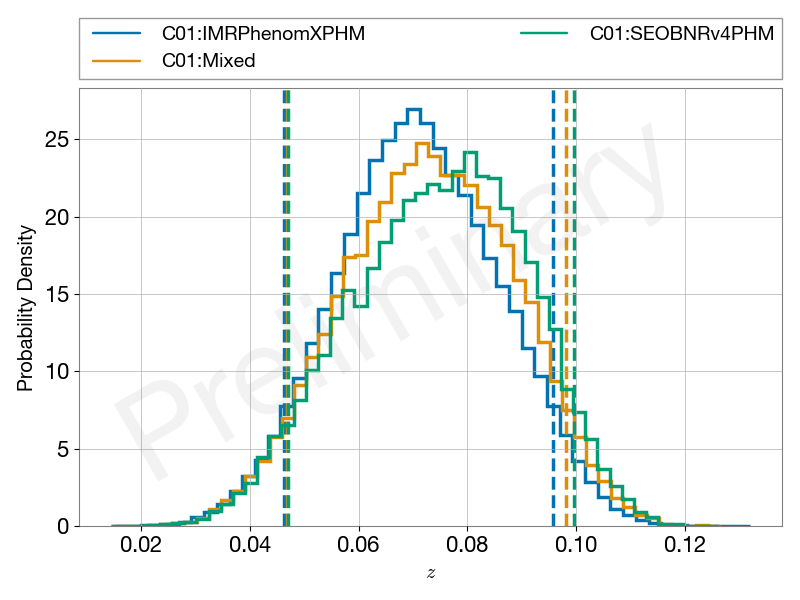 C01:IMRPhenomXPHM C01:SEOBNRv4PHM
C01:Mixed
Preliminary
Probability Density
25
20
15
10
5
0
0.02 0.04 0.06 0.08 0.10 0.12
z